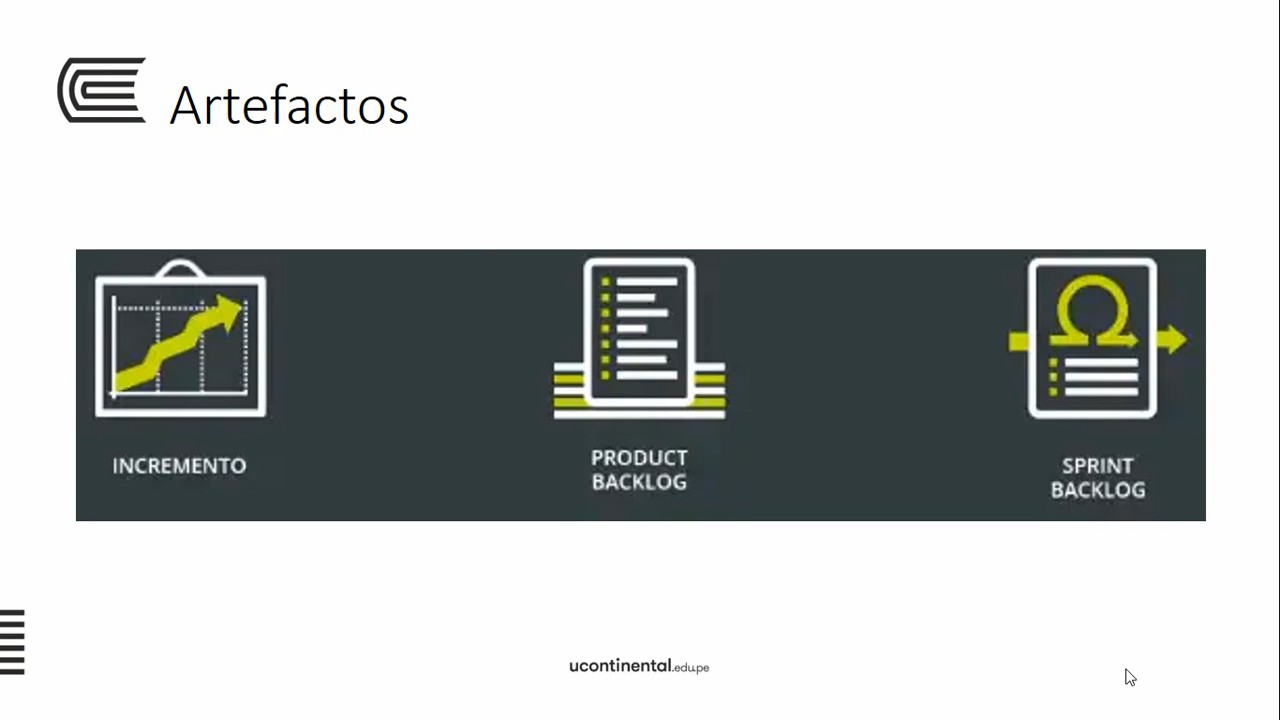 Artefactos
INCREMENTO
PRODUCT
BACKLOG
SPRINT
BACKLOG
ucontinental.edu.pe